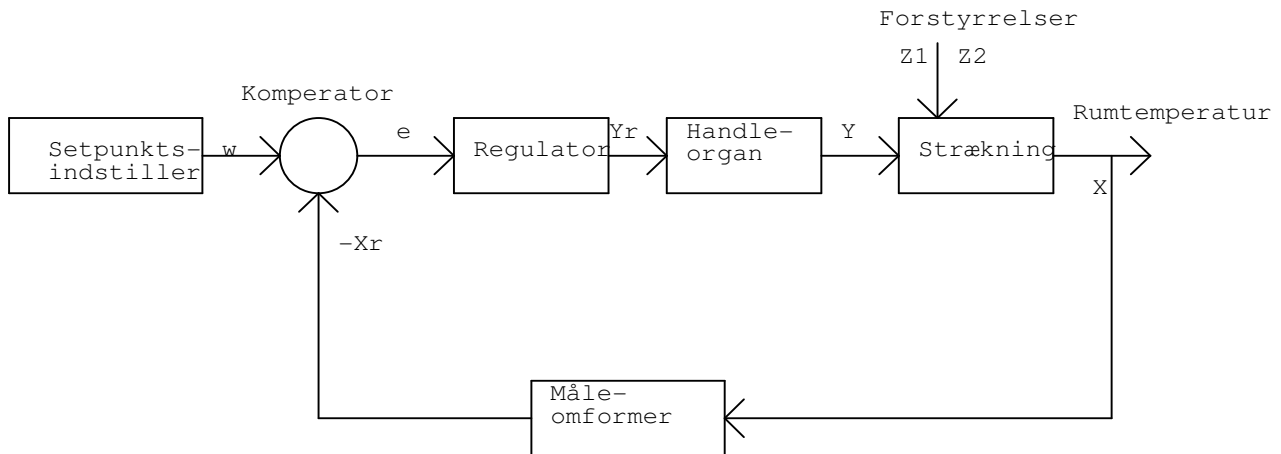 Forstyrrelser
Z1 Z2
Komperator
Rumtemperatur
Setpunkts-
indstiller
w
e
Regulator
Yr
Handle-
organ
Y
Strækning
X
-Xr
Måle-
omformer